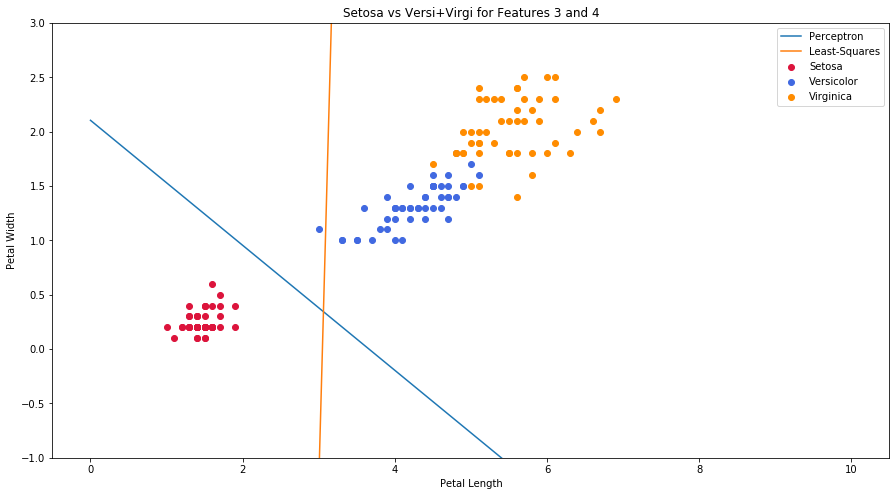 Setosa vs Versi+Virgi for Features 3 and 4
Perceptron
Least-Squares
Setosa
Versicolor
Virginica
3.0
2.5
2.0
1.5
1.0
0.5
0.0
−0.5
−1.0
Petal Width
0 2 4 6 8 10
Petal Length